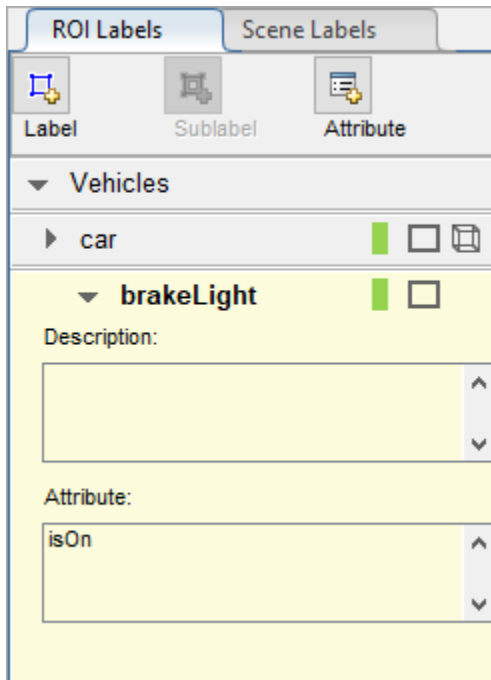 ROI Labels
Scene Labels
Label
Sublabel
Attribute
Vehicles
car
brakeLight
Description:
Attribute:
isOn